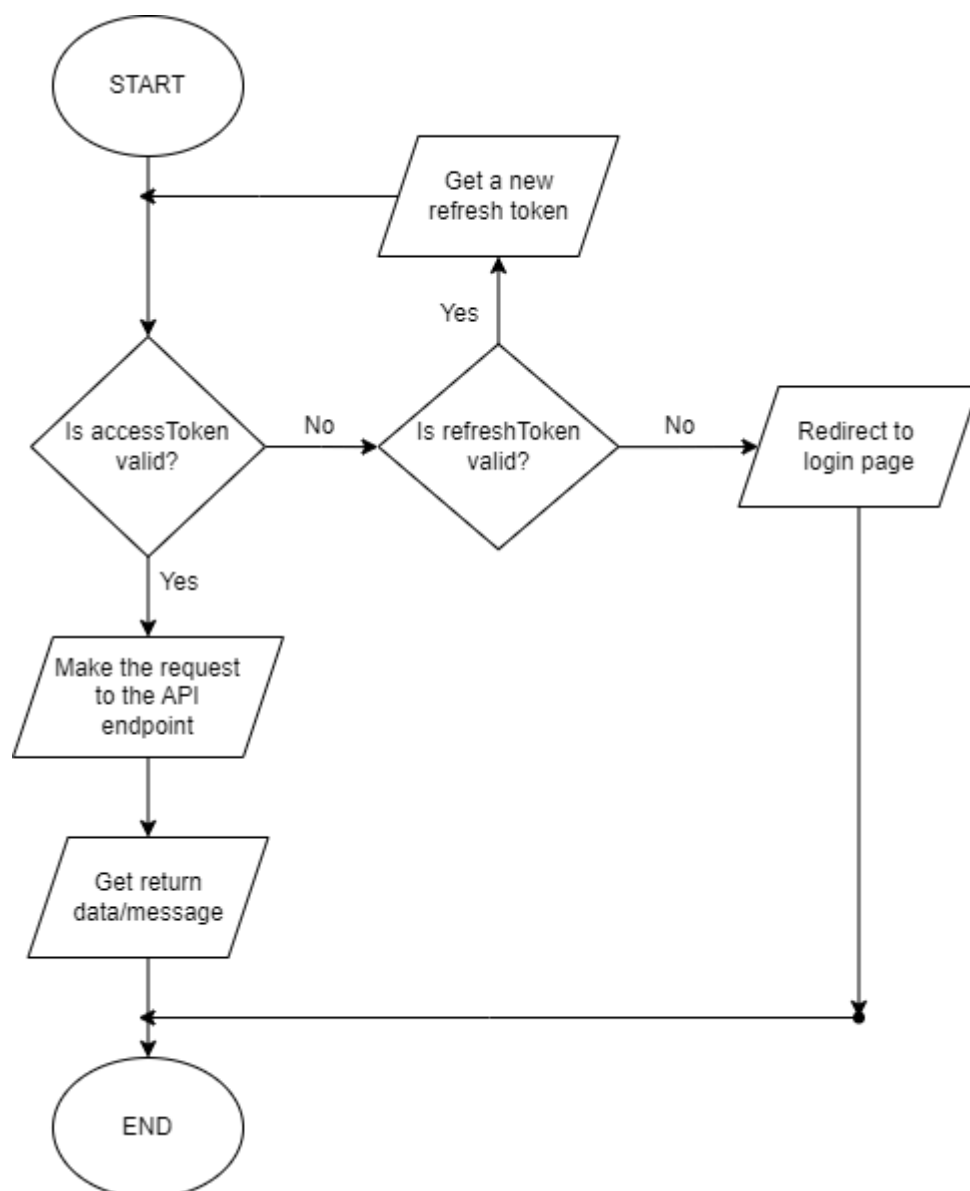 START
Get a new
refresh token
Yes
Is accessToken
valid?
No
Is refreshToken
valid?
No
Redirect to
login page
Yes
Make the request
to the API
endpoint
Get return
data/message
END